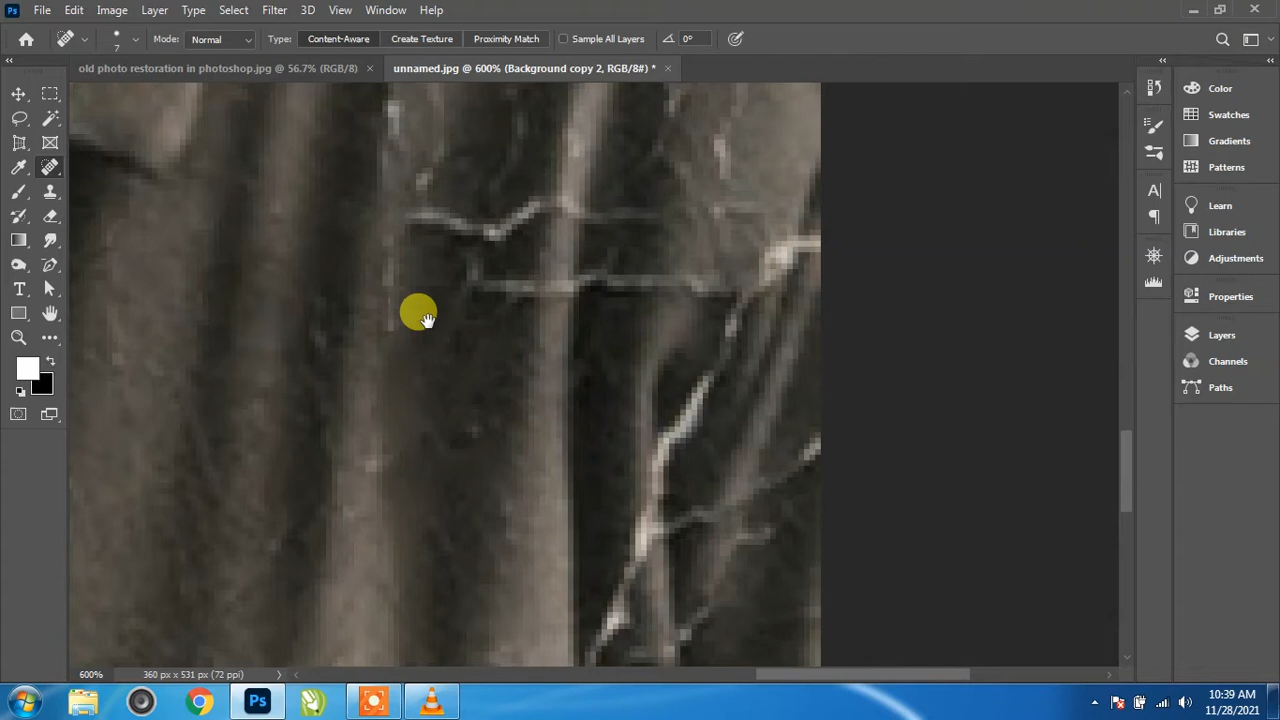 Ps File Edit Image Layer Type Select Filter 3D View Window Help
7 Mode: Normal Type: Content-Aware Create Texture Proximity Match Sample All Layers 0°
old photo restoration in photoshop.jpg @ 56.7% (RGB/8) × unnamed.jpg @ 600% (Background copy 2, RGB/8#) * ×
Color
Swatches
Gradients
Patterns
Learn
Libraries
Adjustments
Properties
Layers
Channels
Paths
600% 360 px x 531 px (72 ppi)
Ps
10:39 AM
11/28/2021